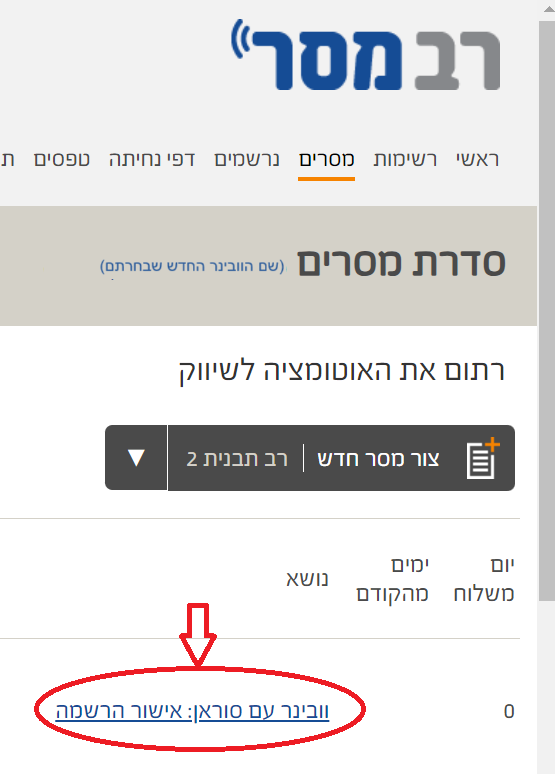 רב מסר
ראשי רשימות מסרים נרשמים דפי נחיתה טפסים ת
סדרת מסרים (שם הוובינר החדש שבחרתם)
רתום את האוטומציה לשיווק
צור מסר חדש | רב תבנית 2 ▼
יום משלוח ימים מהקודם נושא
0 וובינר עם סוראן: אישור הרשמה